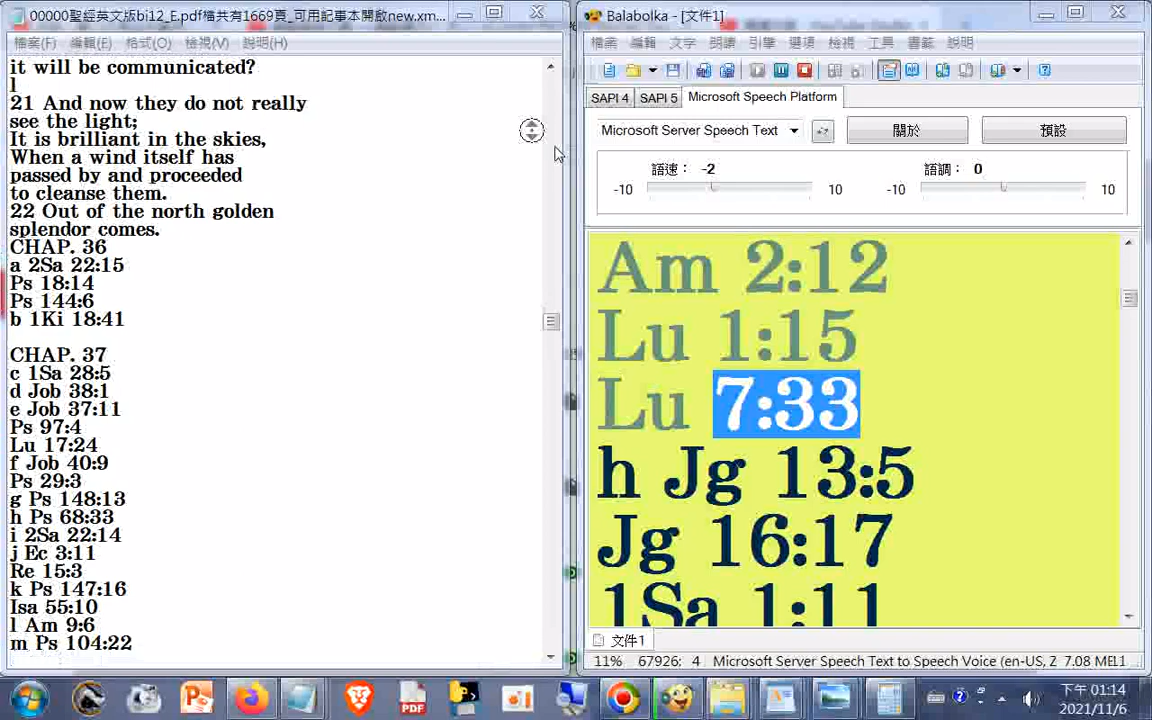 00000聖經英文版bi12_E.pdf檔共有1669頁_可用記事本開啟new.xm...
檔案(F) 編輯(E) 格式(O) 檢視(V) 說明(H)
it will be communicated?
l
21 And now they do not really
see the light;
It is brilliant in the skies,
When a wind itself has
passed by and proceeded
to cleanse them.
22 Out of the north golden
splendor comes.
CHAP. 36
a 2Sa 22:15
Ps 18:14
Ps 144:6
b 1Ki 18:41
CHAP. 37
c 1Sa 28:5
d Job 38:1
e Job 37:11
Ps 97:4
Lu 17:24
f Job 40:9
Ps 29:3
g Ps 148:13
h Ps 68:33
i 2Sa 22:14
j Ec 3:11
Re 15:3
k Ps 147:16
Isa 55:10
l Am 9:6
m Ps 104:22
Balabolka - [文件1]
檔案 編輯 文字 朗讀 引擎 選項 檢視 工具 書籤 說明
SAPI 4 SAPI 5 Microsoft Speech Platform
Microsoft Server Speech Text 關於 預設
語速： -2 語調： 0
-10 10 -10 10
Am 2:12
Lu 1:15
Lu 7:33
h Jg 13:5
Jg 16:17
1Sa 1:11
文件1
11% 67926: 4 Microsoft Server Speech Text to Speech Voice (en-US, Z 7.08 ME
PDF
下午 01:14
2021/11/6